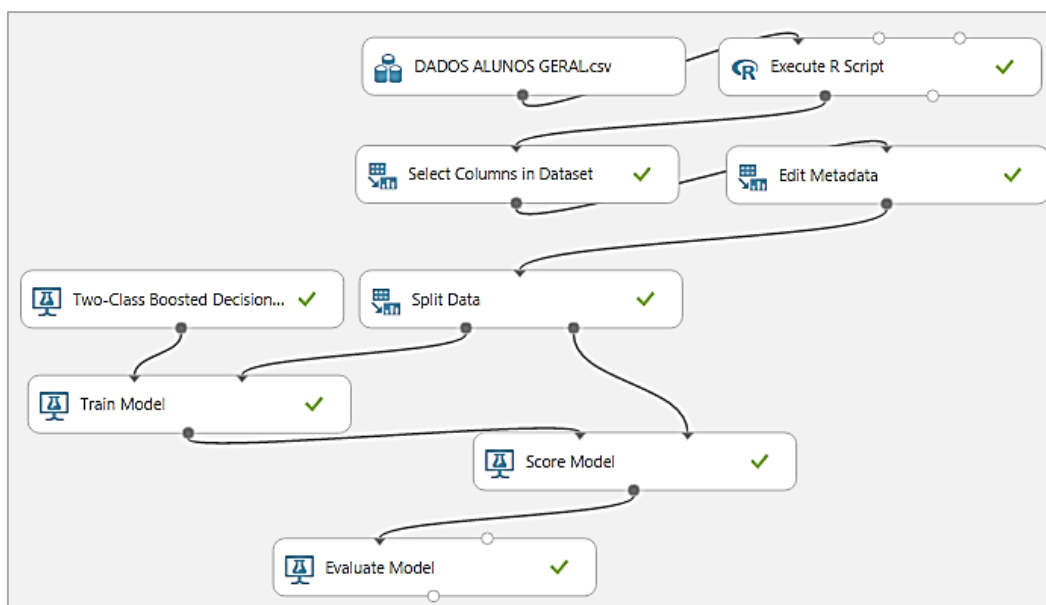 DADOS ALUNOS GERAL.csv
Execute R Script
Select Columns in Dataset
Edit Metadata
Two-Class Boosted Decision...
Split Data
Train Model
Score Model
Evaluate Model